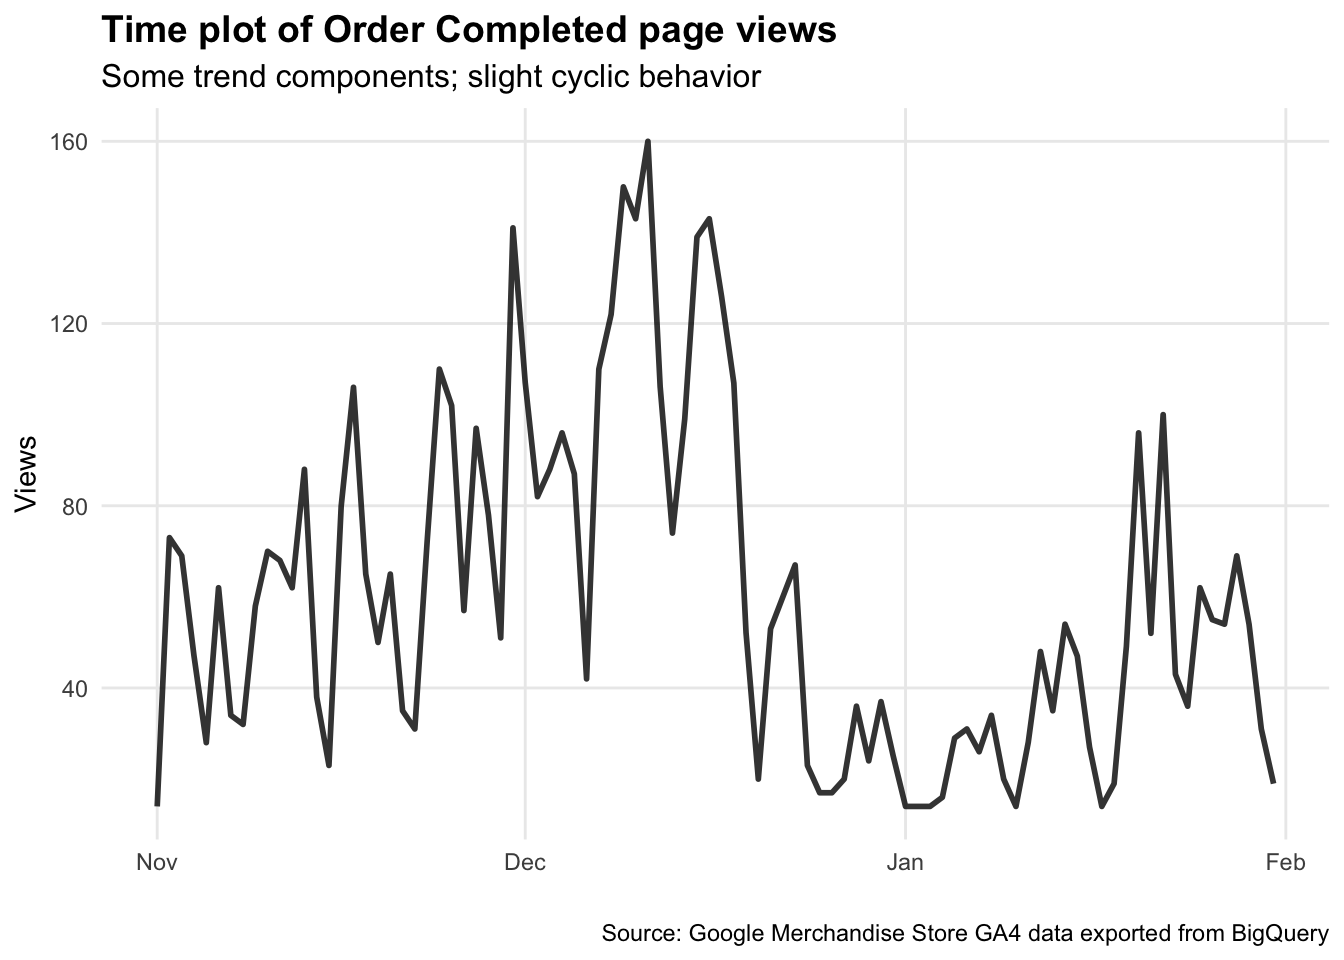 Time plot of Order Completed page views
Some trend components; slight cyclic behavior
160
120
80
40
Views
Nov
Dec
Jan
Feb
Source: Google Merchandise Store GA4 data exported from BigQuery